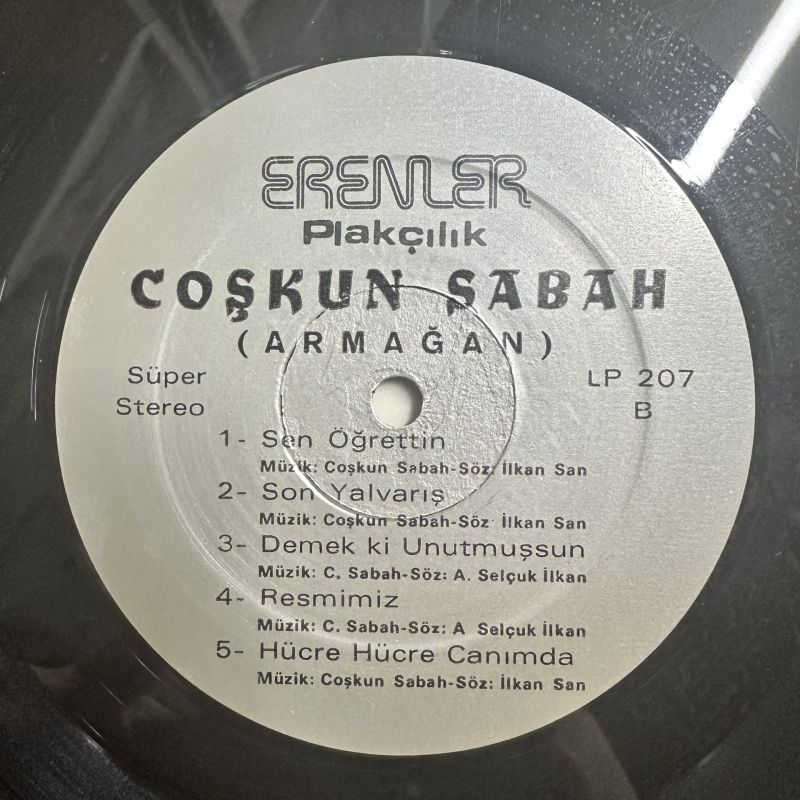 ERENLER
Plakçılık
COŞKUN SABAH
(ARMAĞAN)
Süper
Stereo
LP 207
B
1- Sen Öğrettin
Müzik: Coşkun Sabah-Söz: İlkan San
2- Son Yalvarış
Müzik: Coşkun Sabah-Söz İlkan San
3- Demek ki Unutmuşsun
Müzik: C. Sabah-Söz: A. Selçuk İlkan
4- Resmimiz
Müzik: C. Sabah-Söz: A Selçuk İlkan
5- Hücre Hücre Canımda
Müzik: Coşkun Sabah-Söz: İlkan San